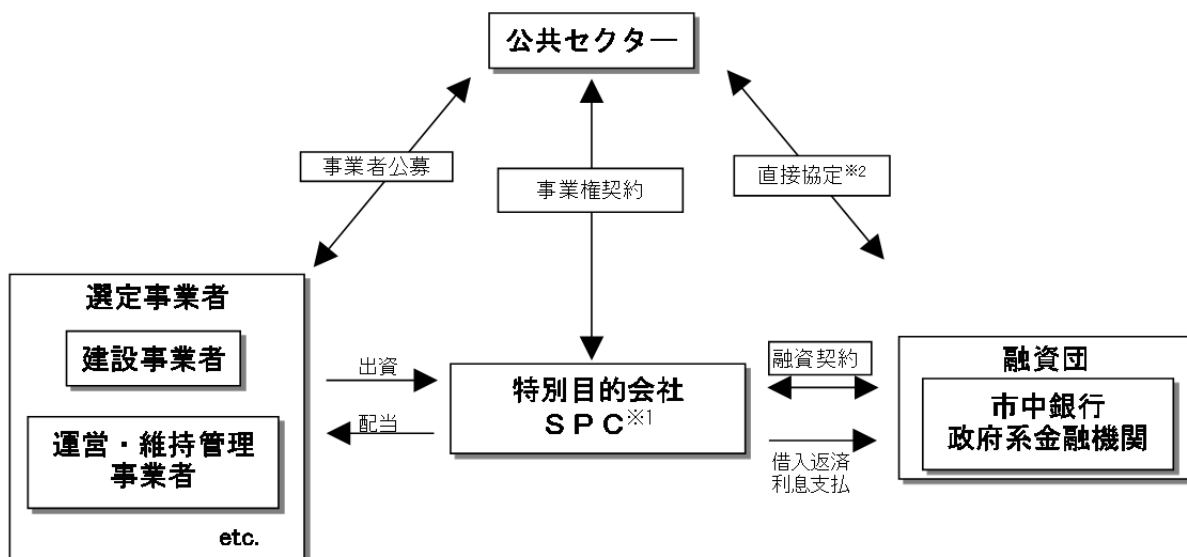 公共セクター
事業者公募
事業権契約
直接協定※2
選定事業者
建設事業者
運営・維持管理
事業者
etc.
出資
配当
特別目的会社
SPC※1
融資契約
借入返済
利息支払
融資団
市中銀行
政府系金融機関